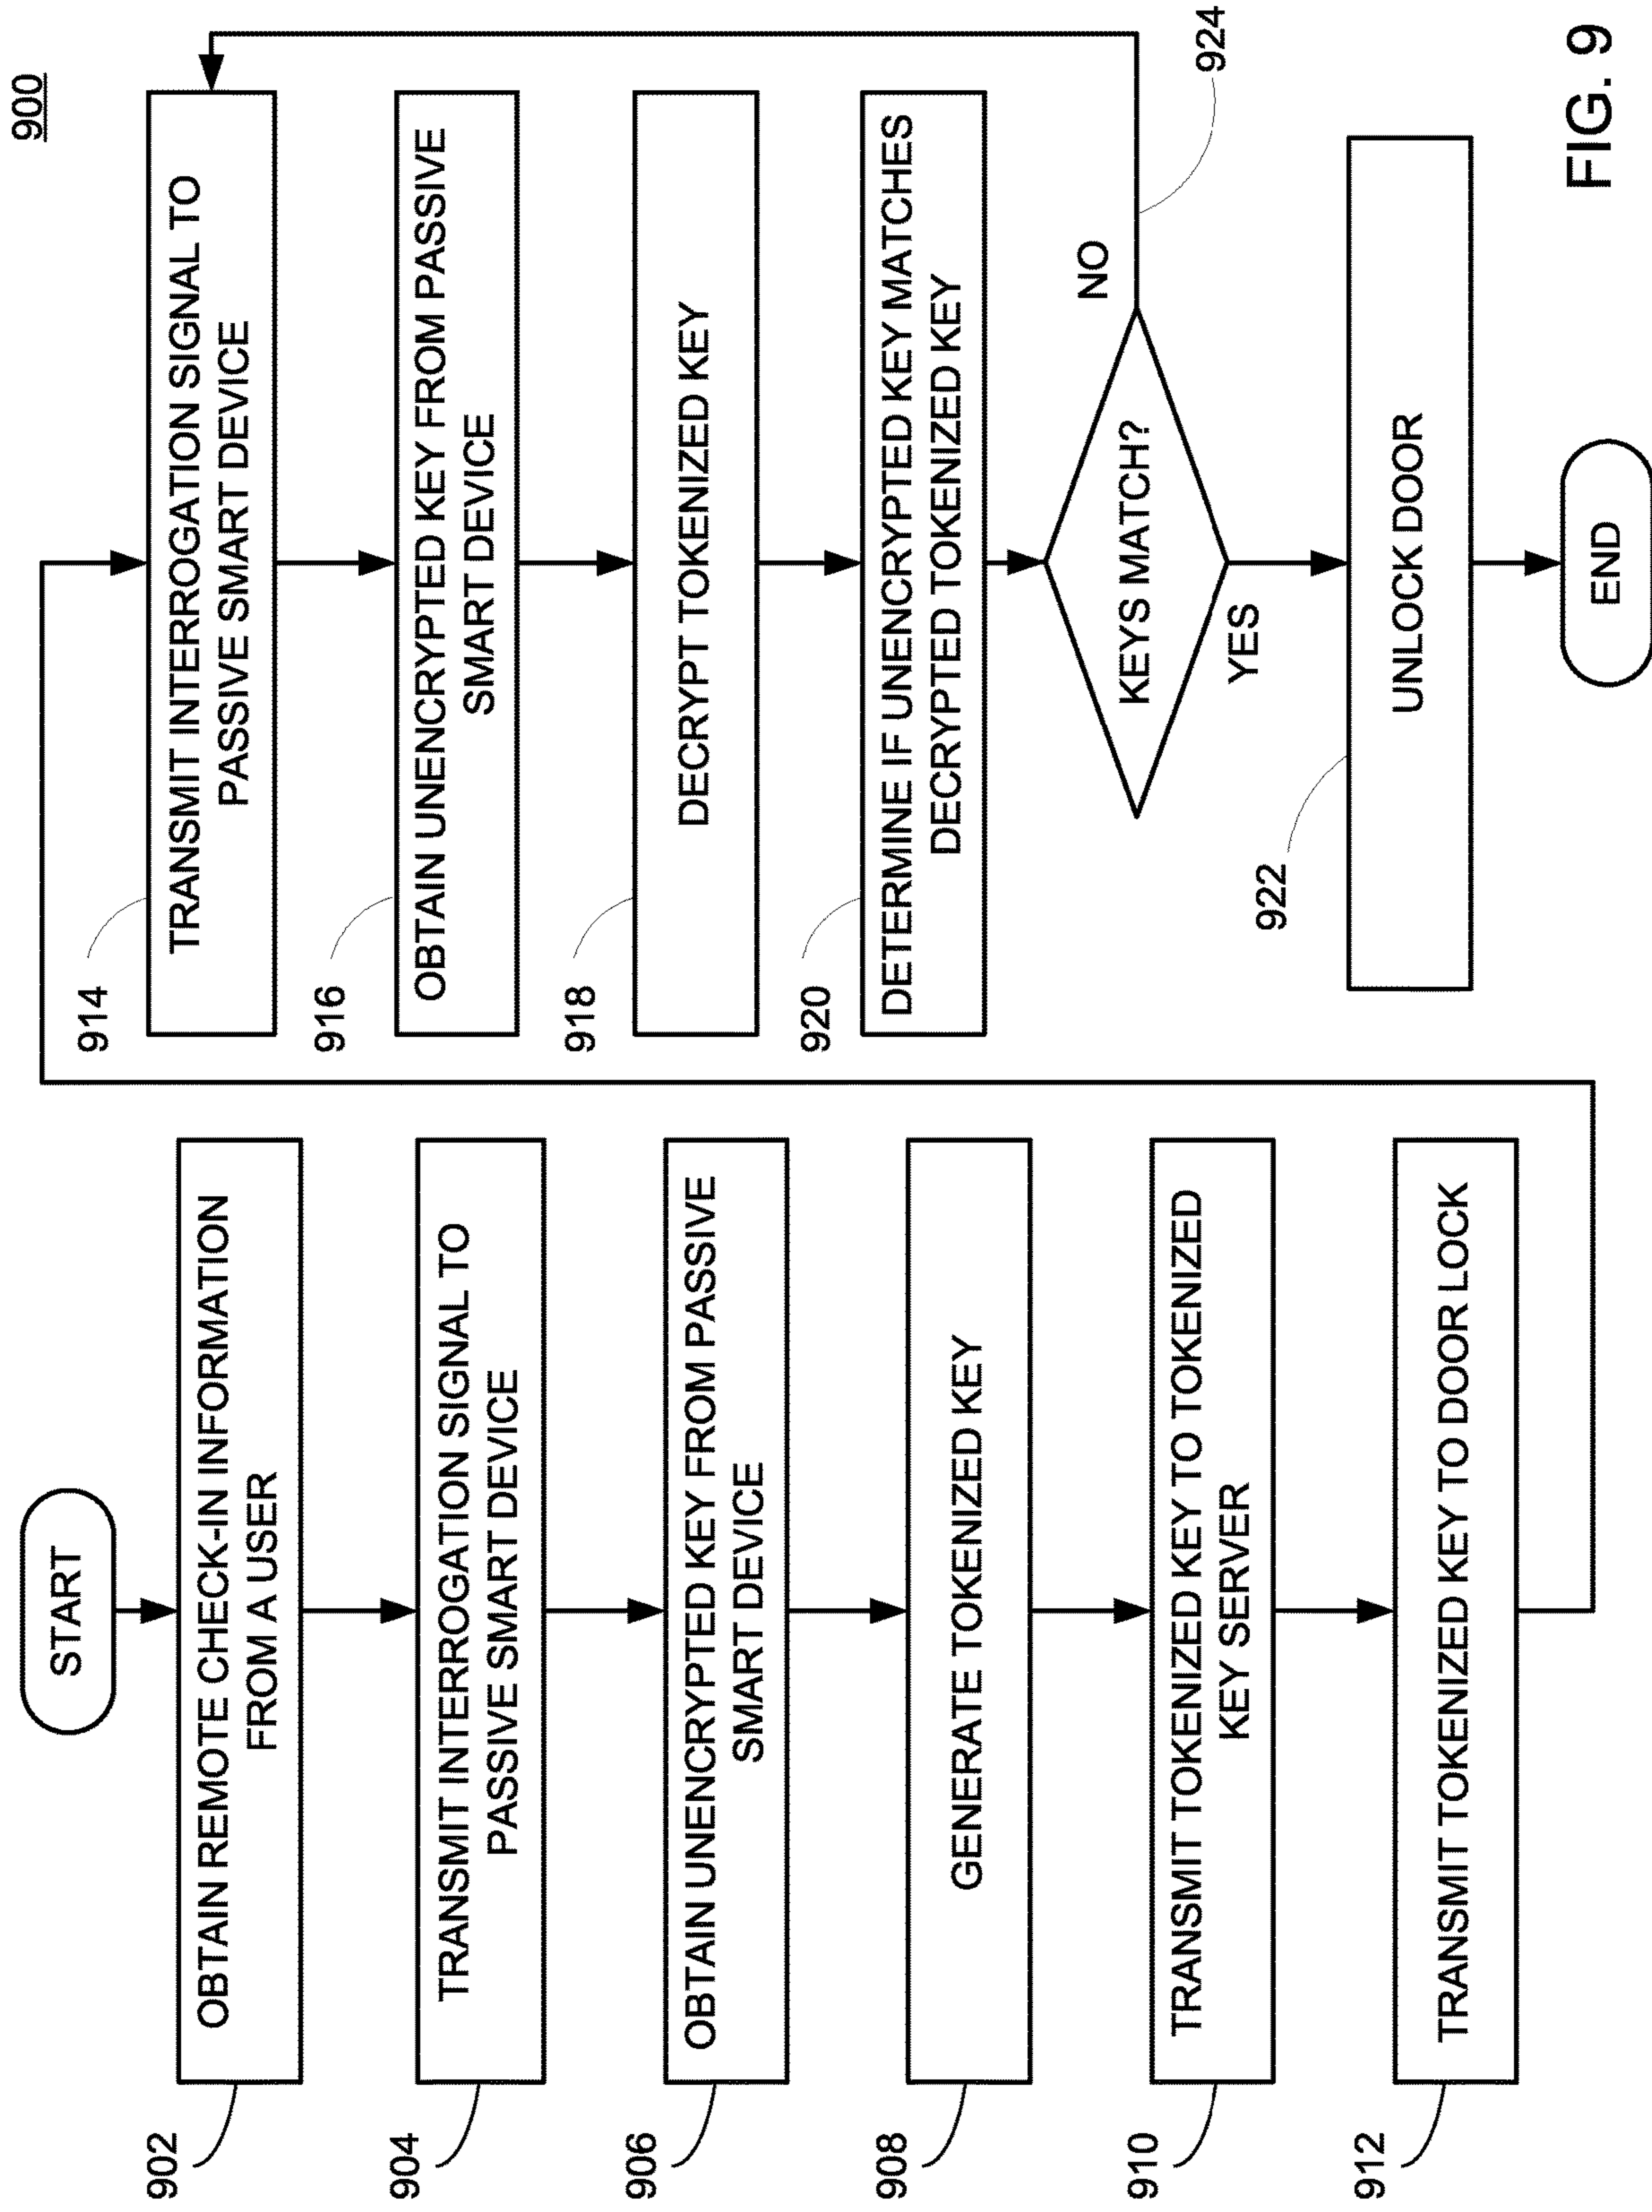 900
START
902
OBTAIN REMOTE CHECK-IN INFORMATION
FROM A USER
904
TRANSMIT INTERROGATION SIGNAL TO
PASSIVE SMART DEVICE
906
OBTAIN UNENCRYPTED KEY FROM PASSIVE
SMART DEVICE
908
GENERATE TOKENIZED KEY
910
TRANSMIT TOKENIZED KEY TO TOKENIZED
KEY SERVER
912
TRANSMIT TOKENIZED KEY TO DOOR LOCK
914
TRANSMIT INTERROGATION SIGNAL TO
PASSIVE SMART DEVICE
916
OBTAIN UNENCRYPTED KEY FROM PASSIVE
SMART DEVICE
918
DECRYPT TOKENIZED KEY
920
DETERMINE IF UNENCRYPTED KEY MATCHES
DECRYPTED TOKENIZED KEY
KEYS MATCH?
NO
924
YES
922
UNLOCK DOOR
END
FIG. 9